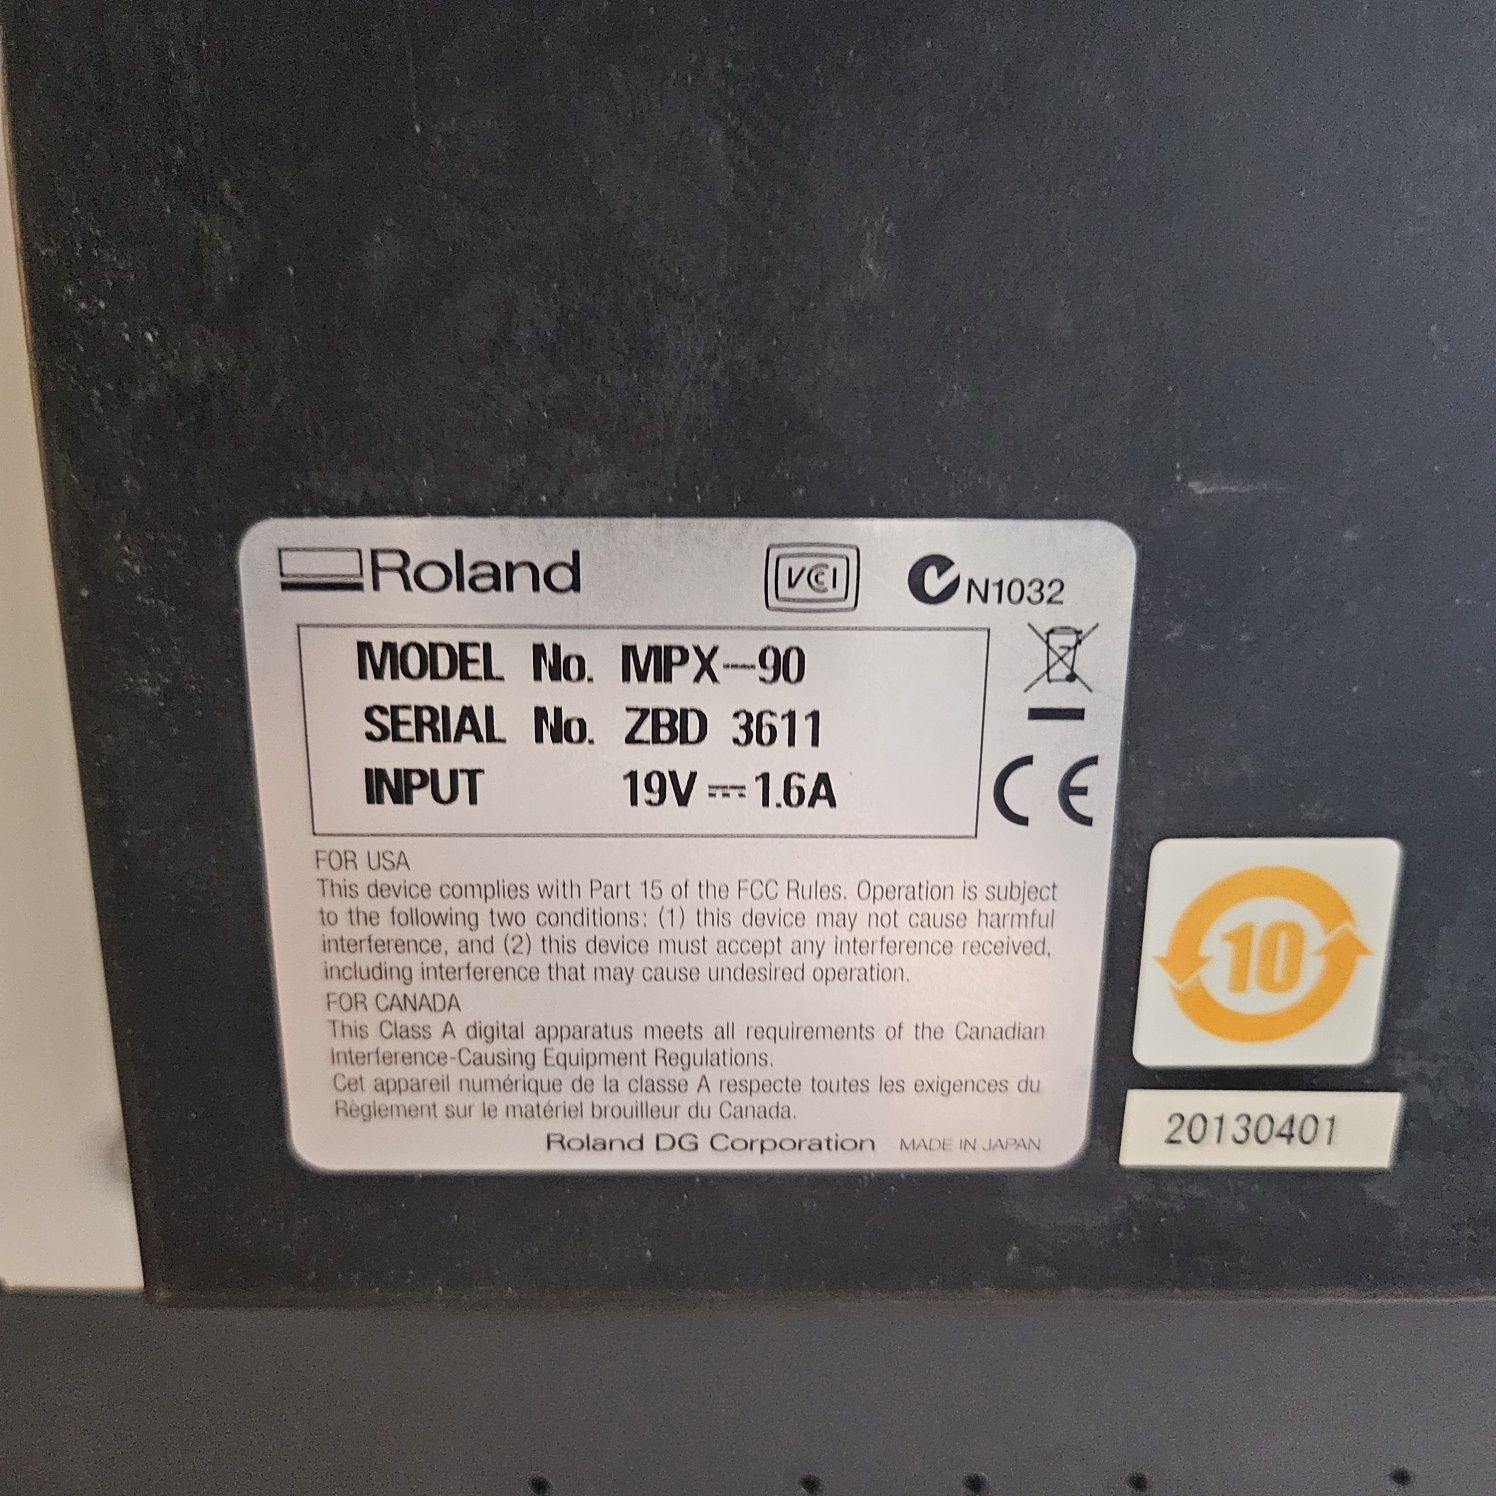 Roland
VCCI
N1032
MODEL No. MPX-90
SERIAL No. ZBD 3611
INPUT 19V⎓1.6A
CE
FOR USA
This device complies with Part 15 of the FCC Rules. Operation is subject
to the following two conditions: (1) this device may not cause harmful
interference, and (2) this device must accept any interference received,
including interference that may cause undesired operation.
FOR CANADA
This Class A digital apparatus meets all requirements of the Canadian
Interference-Causing Equipment Regulations.
Cet appareil numérique de la classe A respecte toutes les exigences du
Règlement sur le matériel brouilleur du Canada.
Roland DG Corporation MADE IN JAPAN
10
20130401